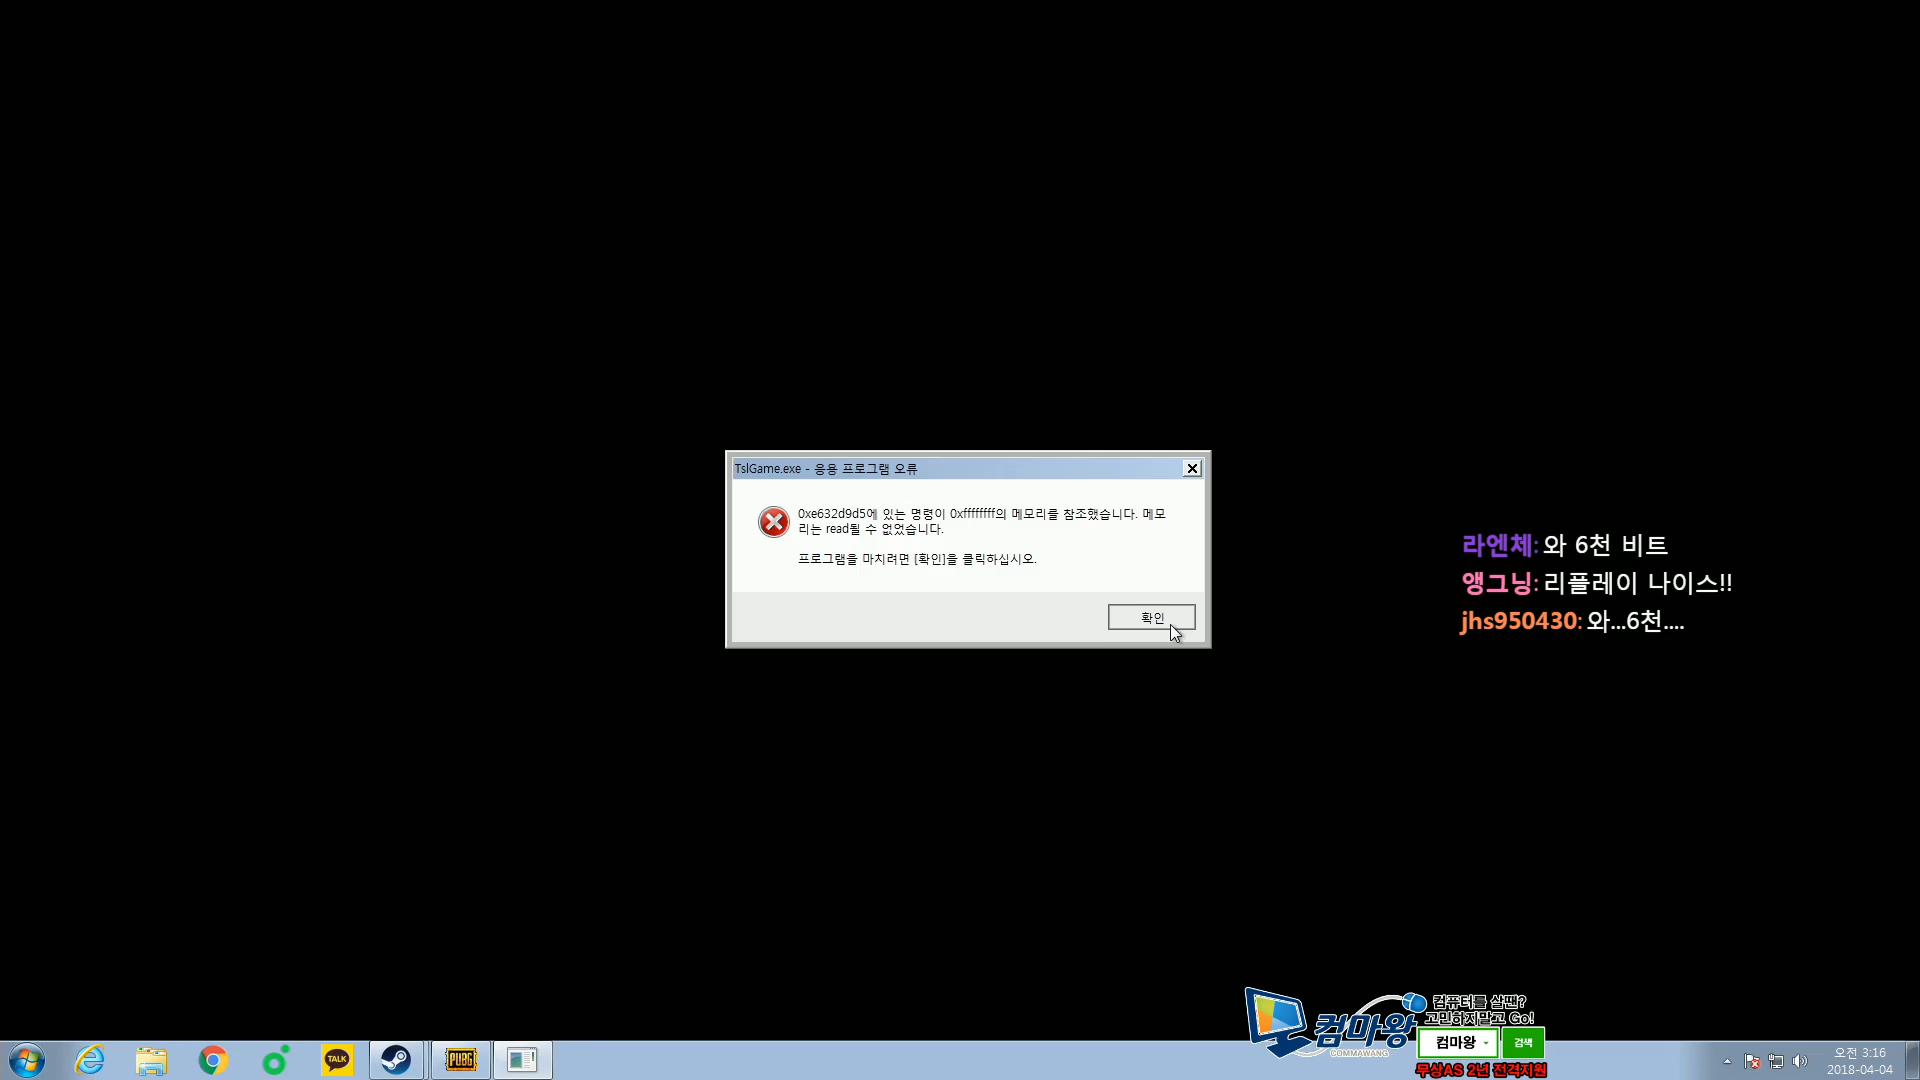 TslGame.exe - 응용 프로그램 오류
0xe632d9d5에 있는 명령이 0xffffffff의 메모리를 참조했습니다. 메모
리는 read될 수 없었습니다.
프로그램을 마치려면 [확인]을 클릭하십시오.
확인
라엔체: 와 6천 비트
앵그닝: 리플레이 나이스!!
jhs950430: 와...6천....
컴마왕
COMMAWANG
컴퓨터를 살땐?
고민하지말고 Go!
컴마왕
검색
무상AS 2년 전격지원
TALK
PUBG
오전 3:16
2018-04-04